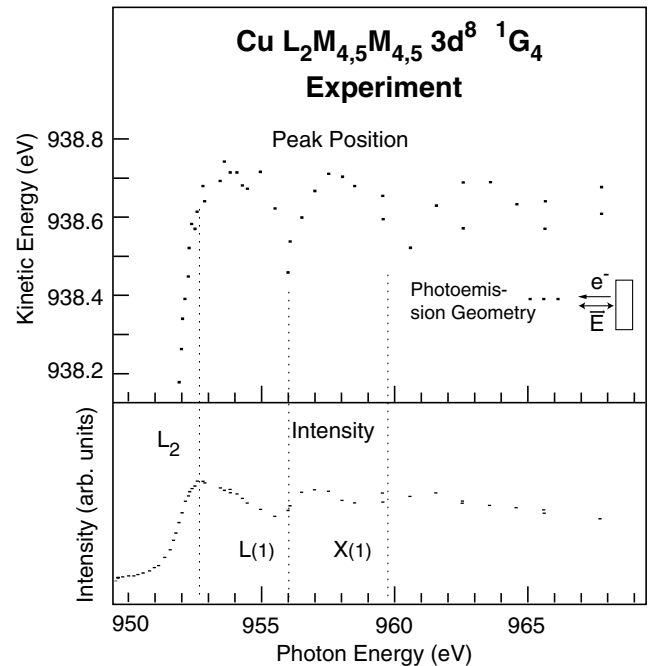 Cu L₂M₄,₅M₄,₅ 3d⁸ ¹G₄
Experiment
Peak Position
938.8
938.6
938.4
938.2
Kinetic Energy (eV)
Photoemis-
sion Geometry
e⁻
E̅
Intensity (arb. units)
L₂
Intensity
L(1)
X(1)
950
955
960
965
Photon Energy (eV)